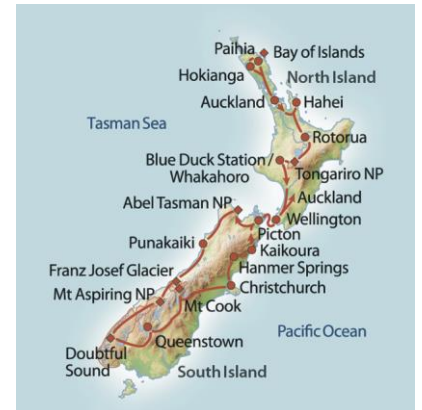 Paihia
Bay of Islands
Hokianga
North Island
Auckland
Hahei
Tasman Sea
Rotorua
Blue Duck Station /
Whakahoro
Tongariro NP
Auckland
Abel Tasman NP
Wellington
Picton
Punakaiki
Kaikoura
Hanmer Springs
Franz Josef Glacier
Christchurch
Mt Aspiring NP
Mt Cook
Pacific Ocean
Queenstown
Doubtful
Sound
South Island